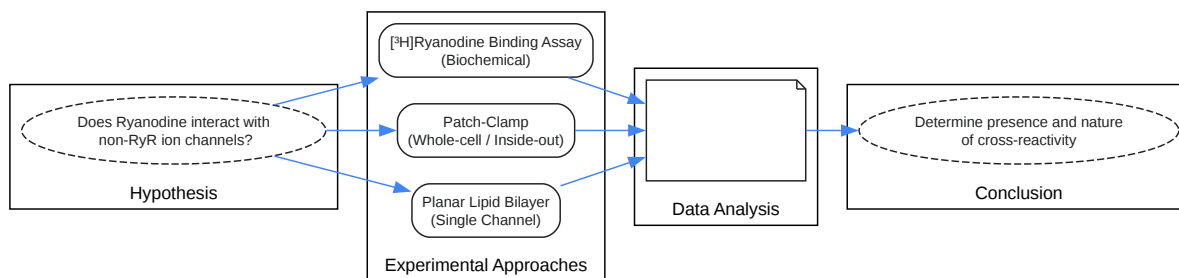 Does Ryanodine interact with
non-RyR ion channels?
Hypothesis
[³H]Ryanodine Binding Assay
(Biochemical)
Patch-Clamp
(Whole-cell / Inside-out)
Planar Lipid Bilayer
(Single Channel)
Experimental Approaches
Data Analysis
Determine presence and nature
of cross-reactivity
Conclusion